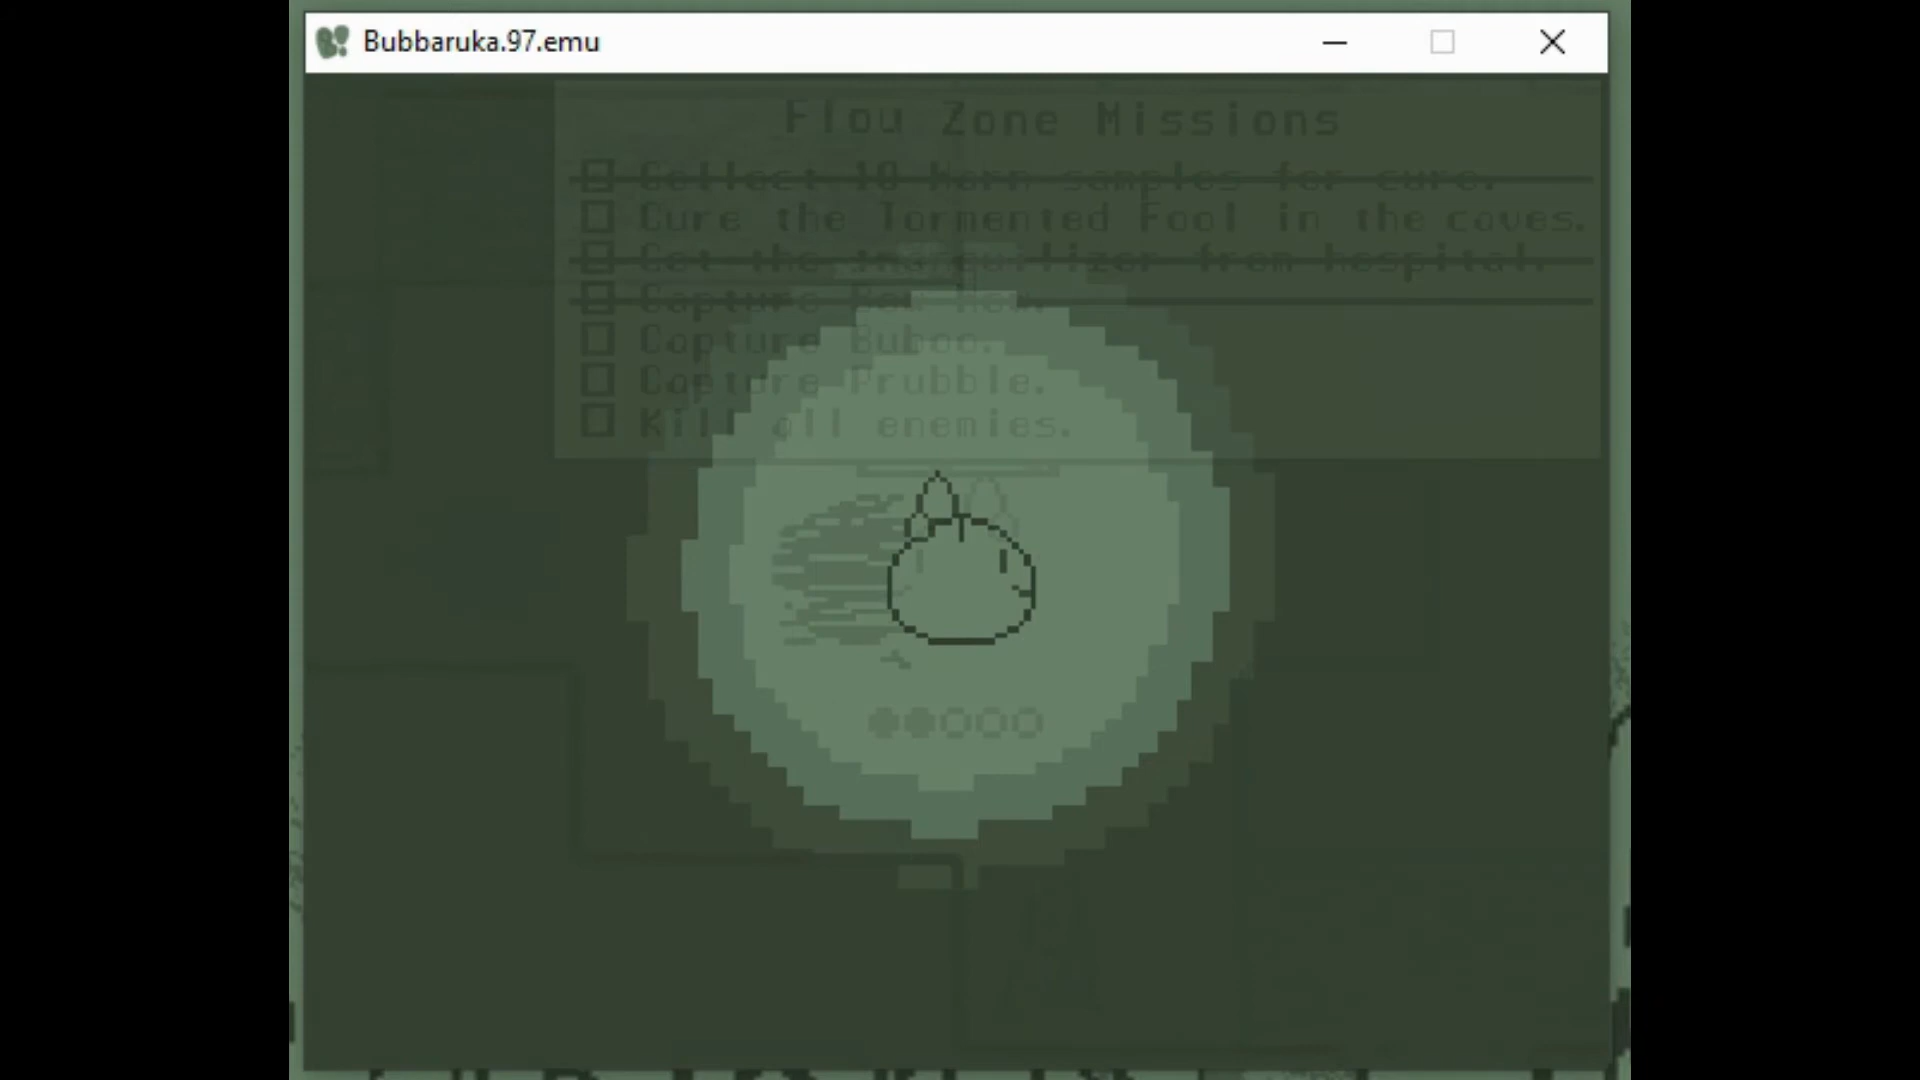 Bubbaruka.97.emu
Flou Zone Missions
Collect 10 Horn samples for cure.
Cure the Tormented Fool in the caves.
Get the tranquilizer from hospital.
Capture
Capture Buboo.
Capture Frubble.
Kill all enemies.